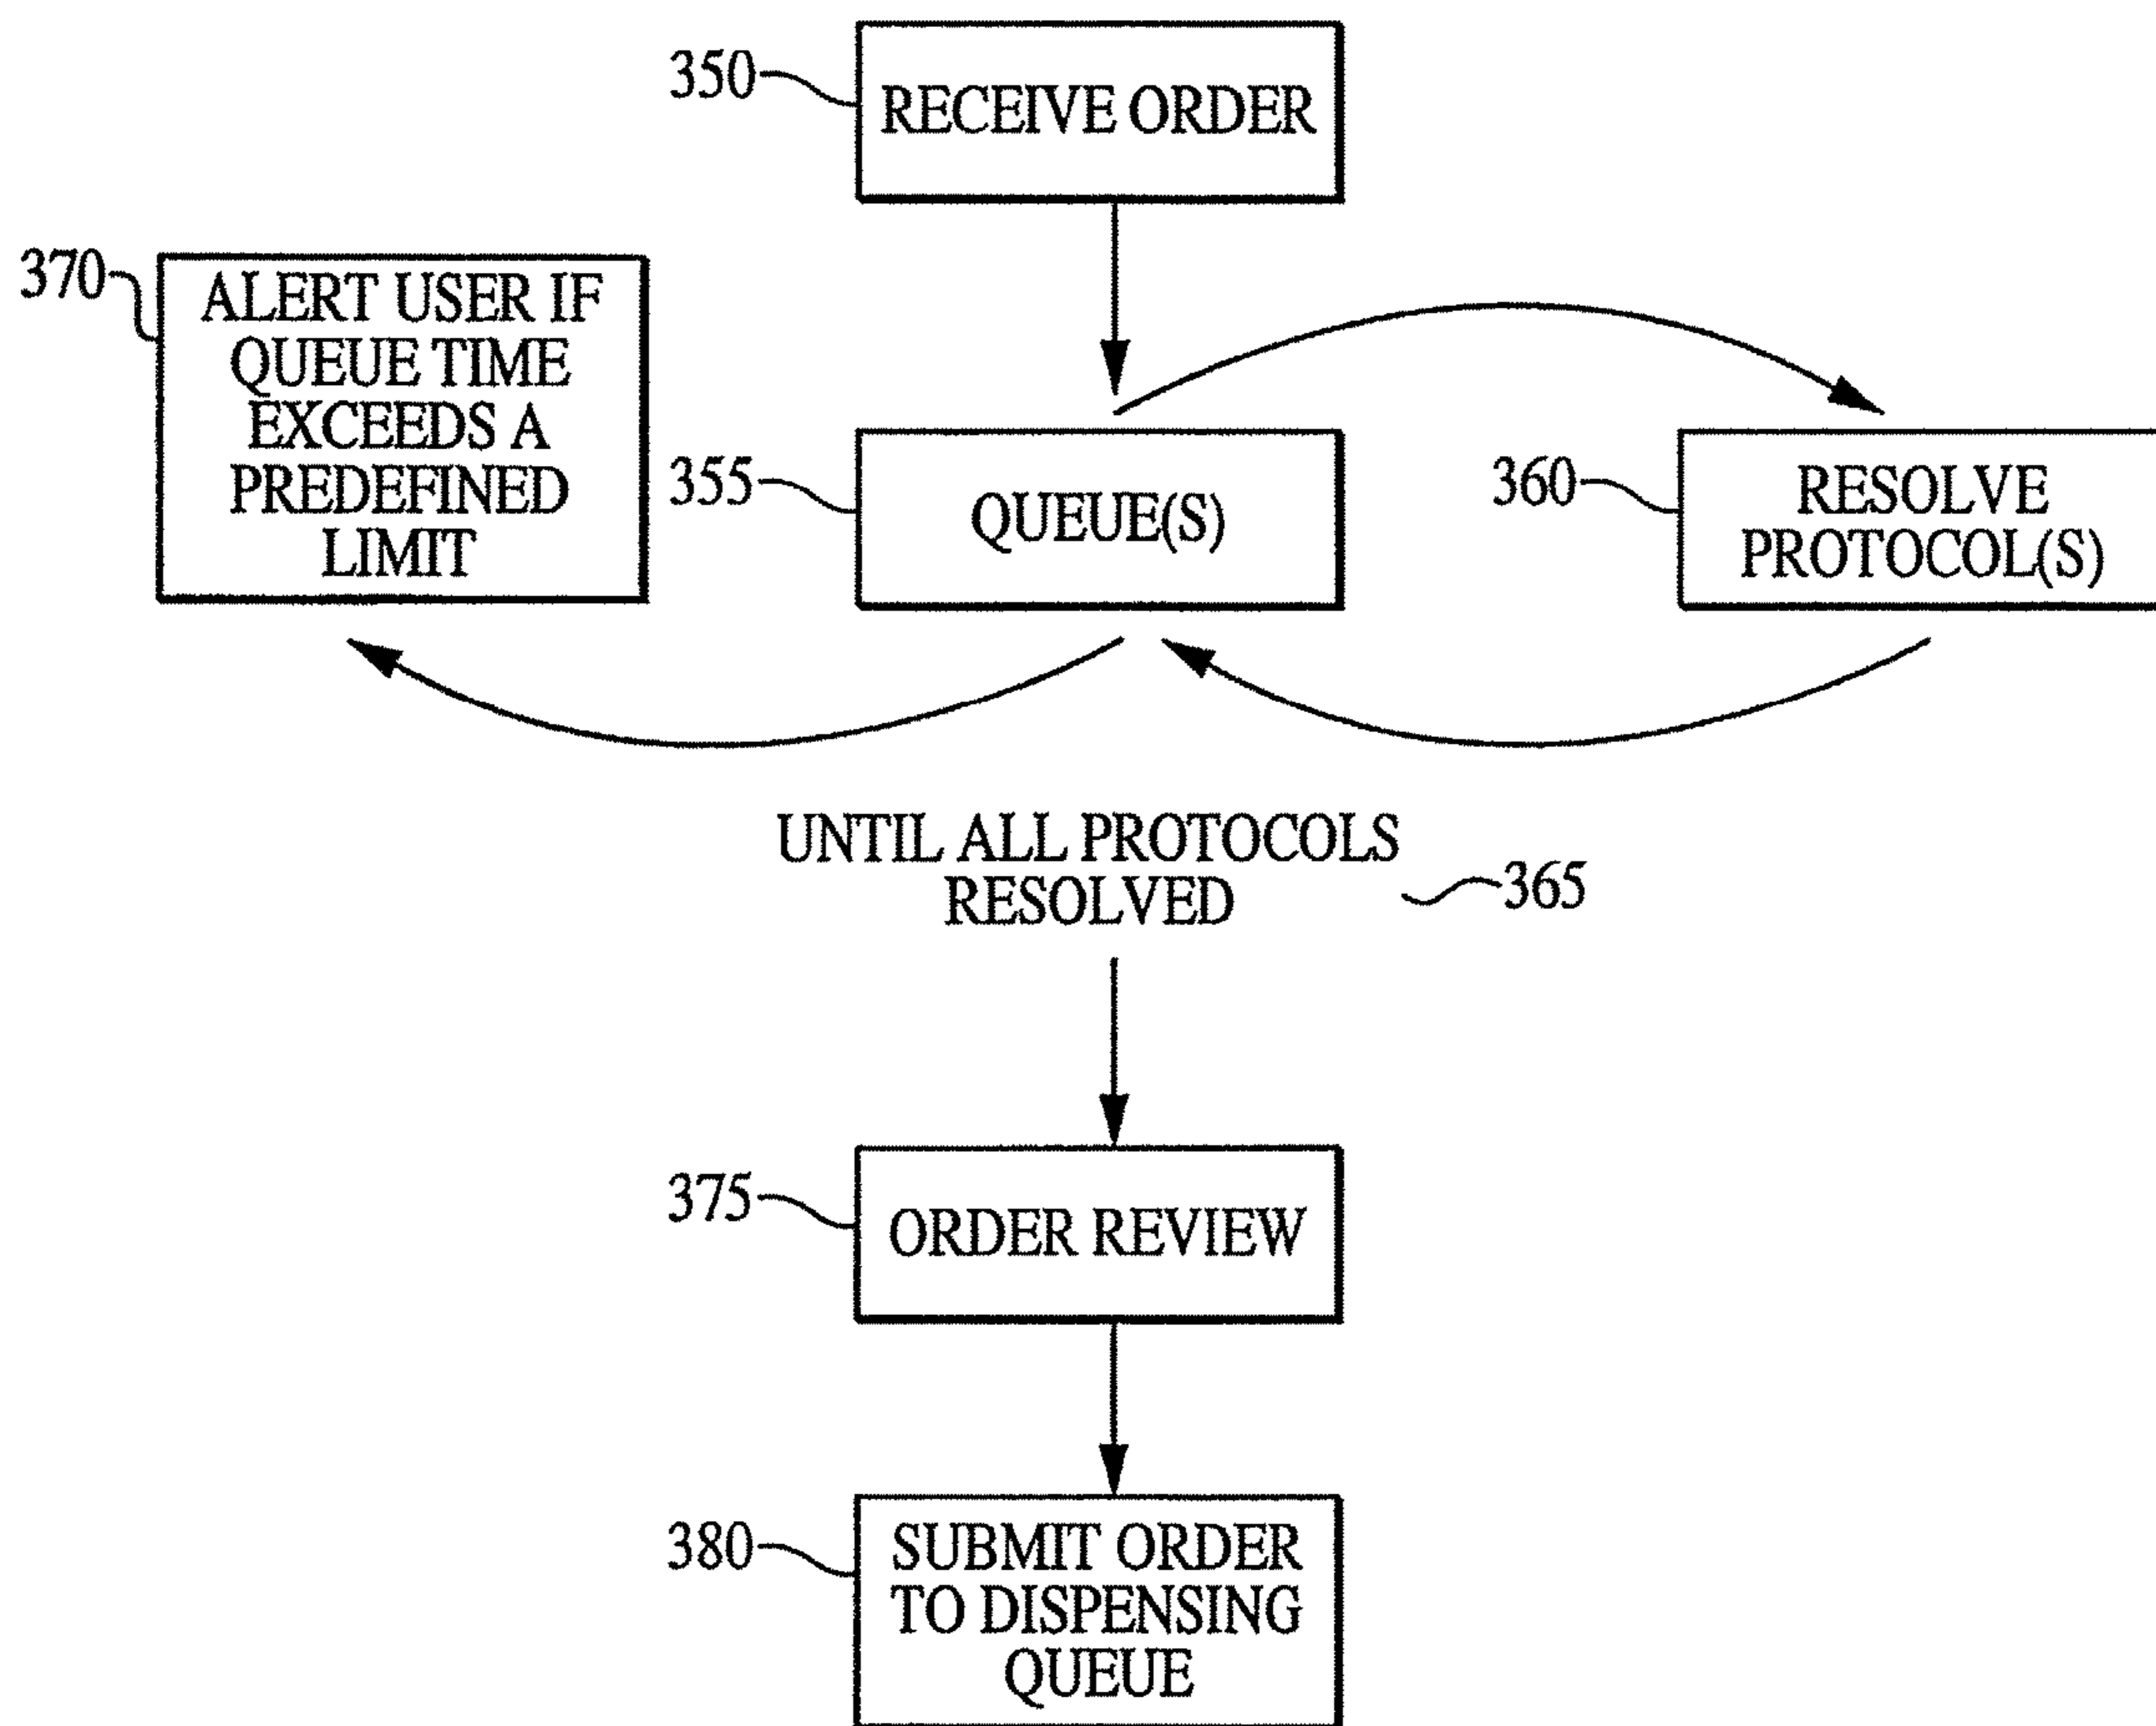 350
RECEIVE ORDER
370
ALERT USER IF
QUEUE TIME
EXCEEDS A
PREDEFINED
LIMIT
355
QUEUE(S)
360
RESOLVE
PROTOCOL(S)
UNTIL ALL PROTOCOLS
RESOLVED
365
375
ORDER REVIEW
380
SUBMIT ORDER
TO DISPENSING
QUEUE